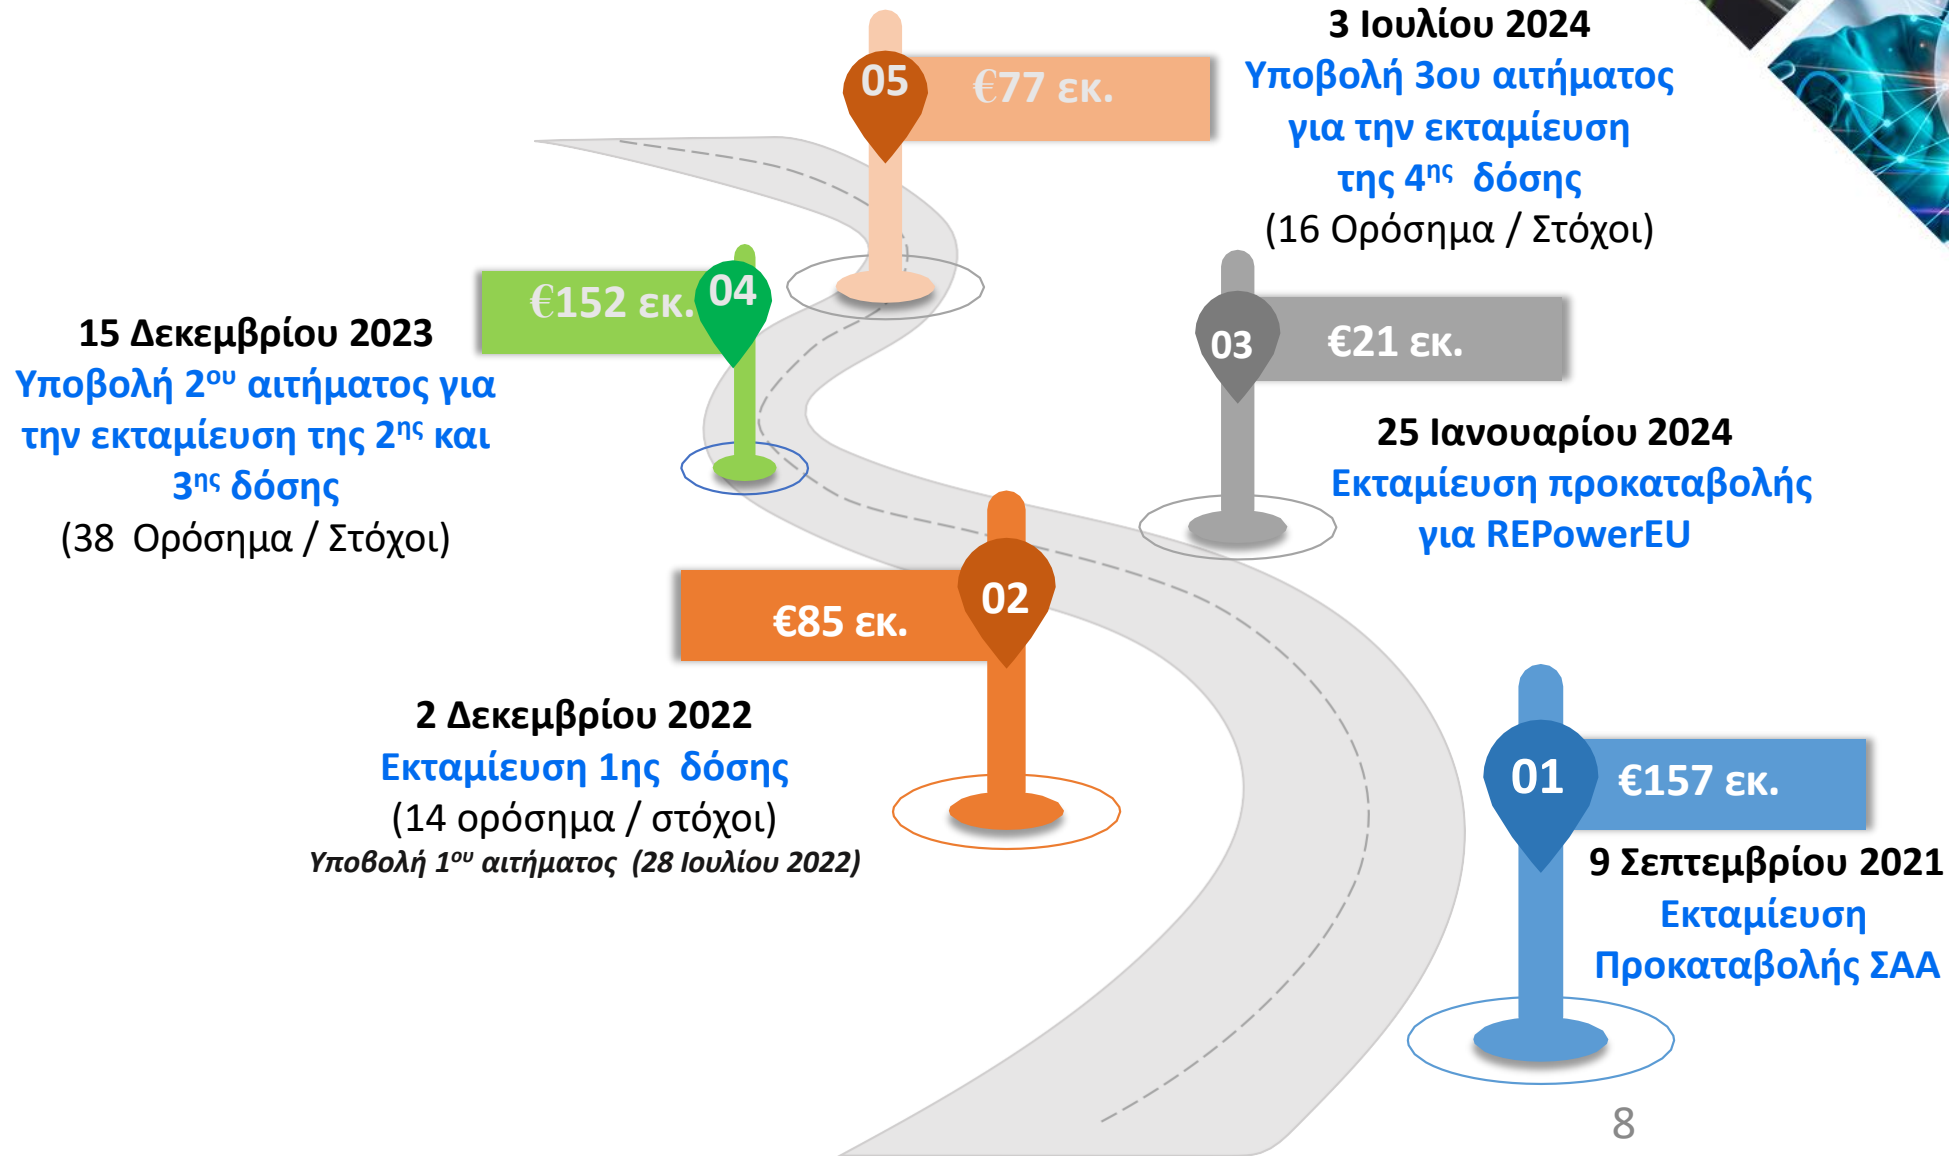 05
€77 εκ.
3 Ιουλίου 2024
Υποβολή 3ου αιτήματος
για την εκταμίευση
της 4ης δόσης
(16 Ορόσημα / Στόχοι)
€152 εκ.
04
15 Δεκεμβρίου 2023
Υποβολή 2ου αιτήματος για
την εκταμίευση της 2ης και
3ης δόσης
(38 Ορόσημα / Στόχοι)
03
€21 εκ.
25 Ιανουαρίου 2024
Εκταμίευση προκαταβολής
για REPowerEU
€85 εκ.
02
2 Δεκεμβρίου 2022
Εκταμίευση 1ης δόσης
(14 ορόσημα / στόχοι)
Υποβολή 1ου αιτήματος (28 Ιουλίου 2022)
01
€157 εκ.
9 Σεπτεμβρίου 2021
Εκταμίευση
Προκαταβολής ΣΑΑ
8